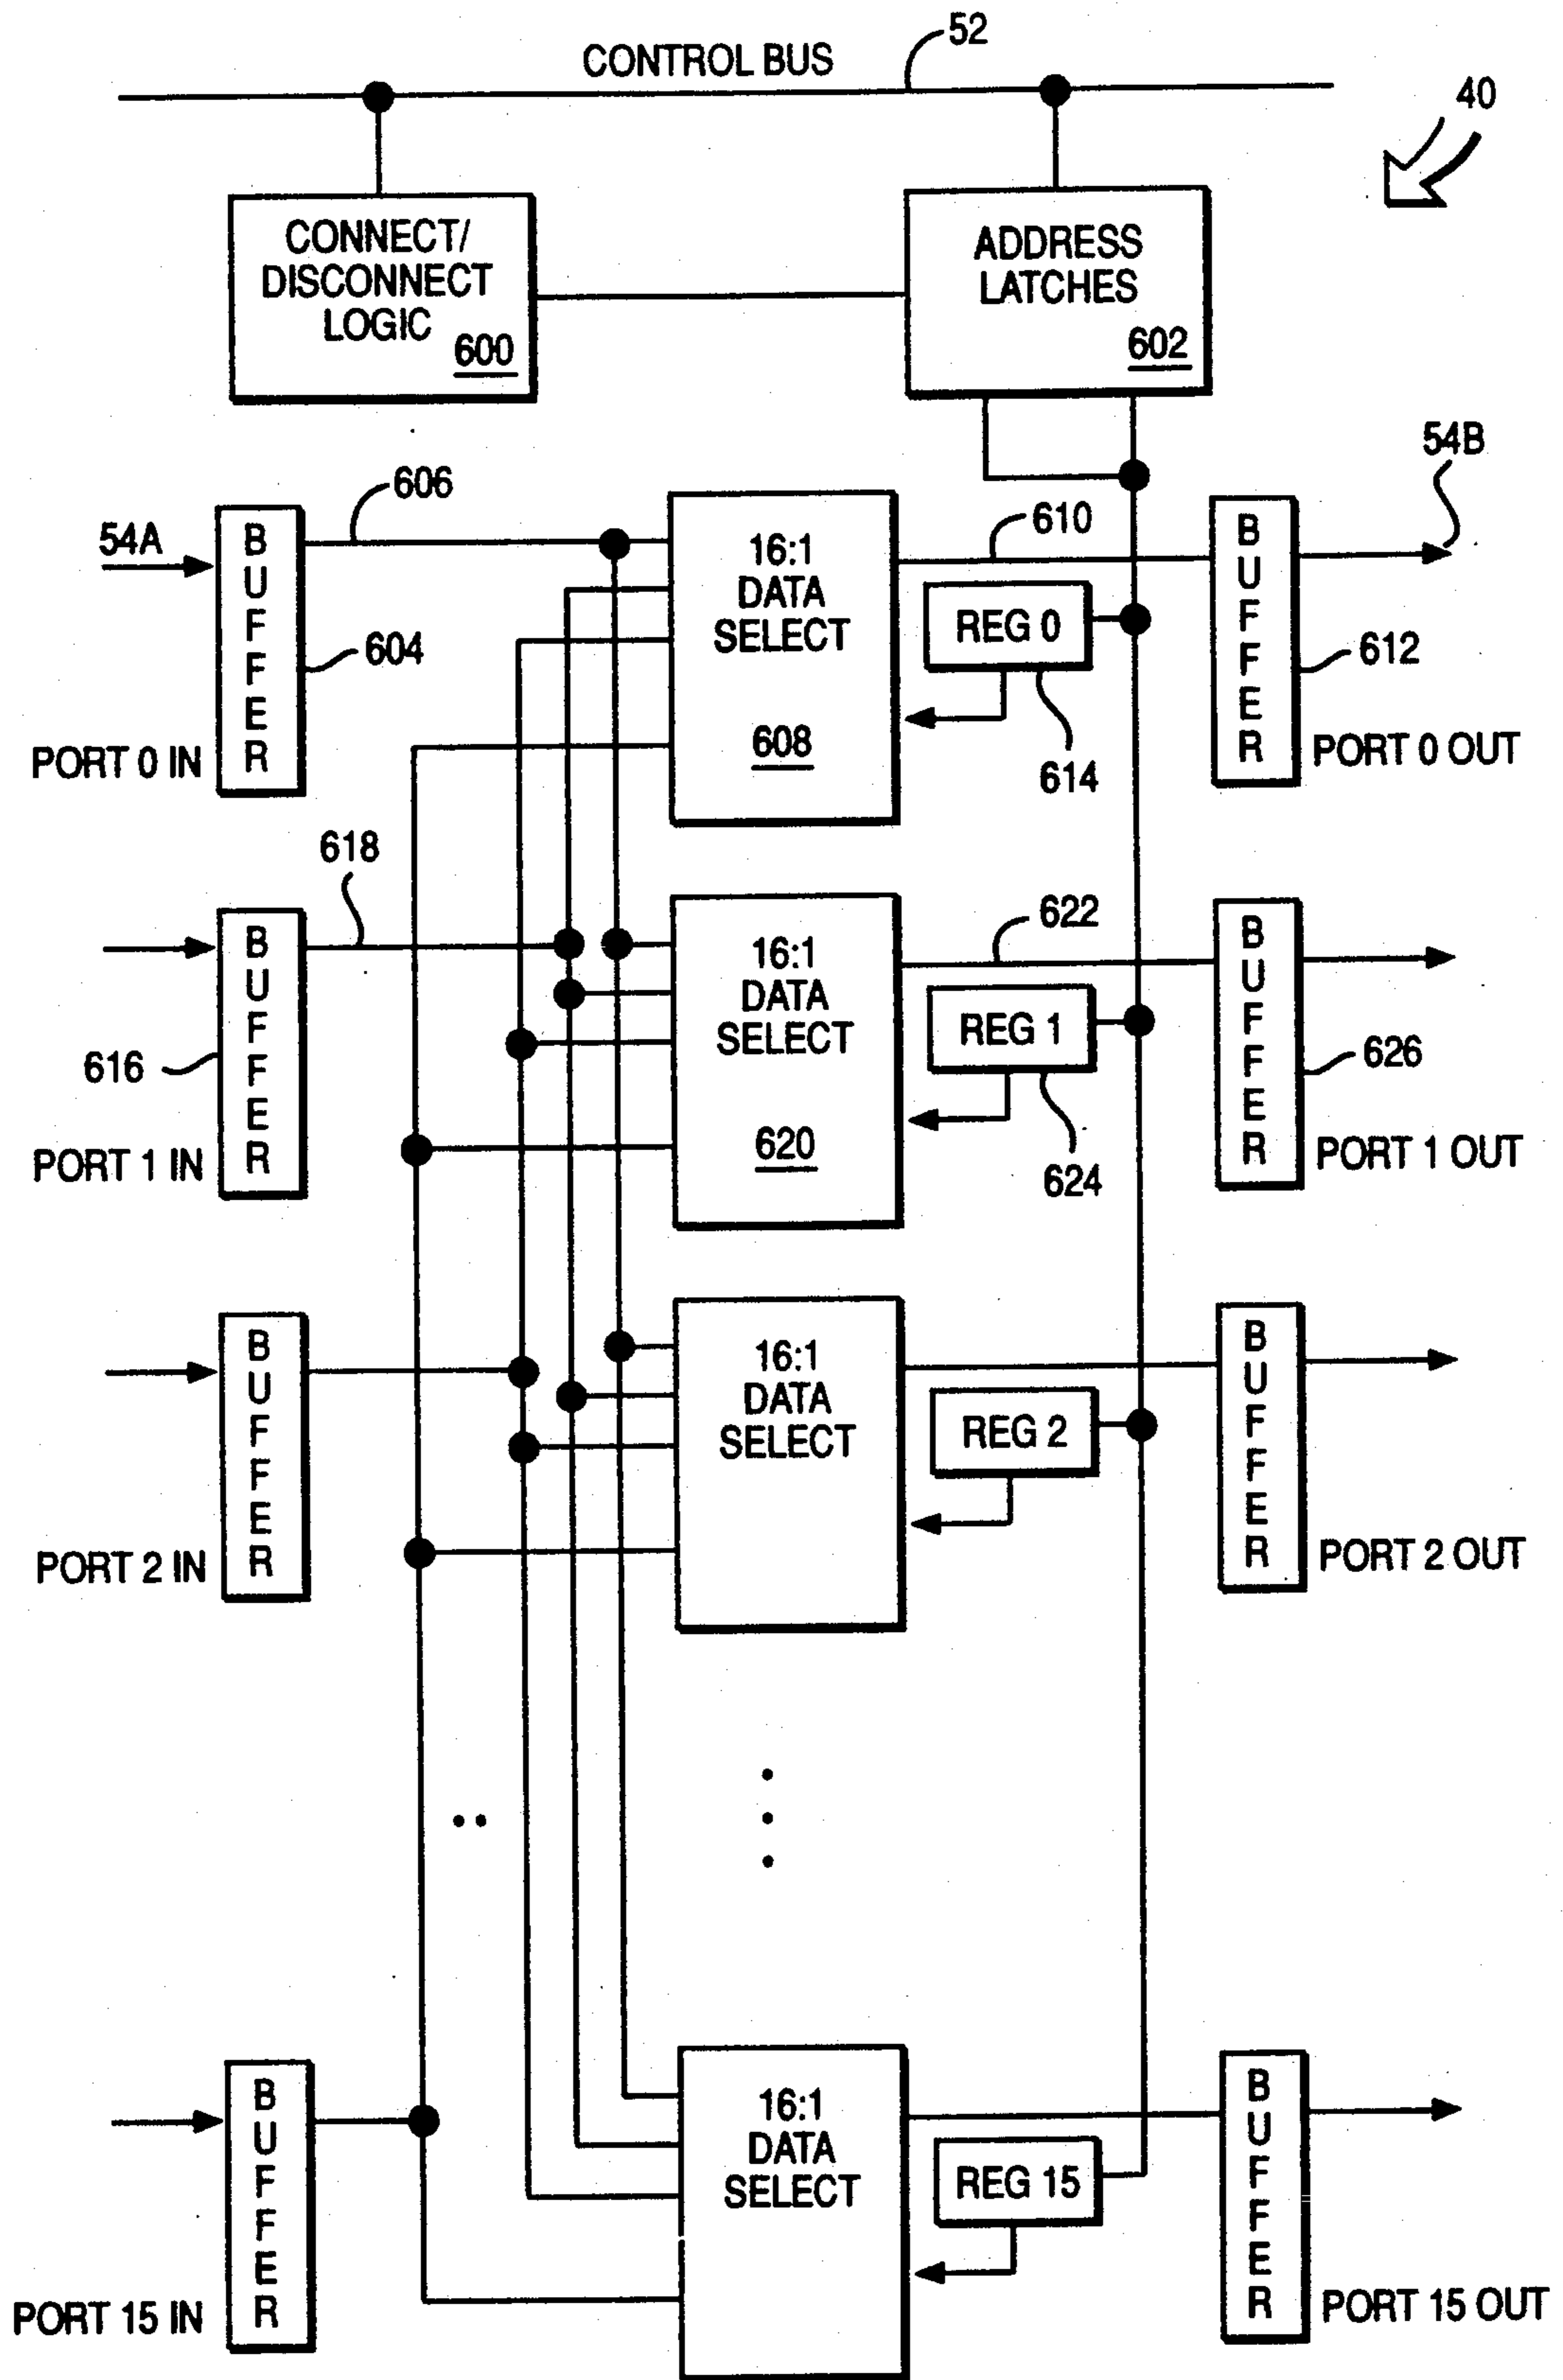 CONTROL BUS
52
40
CONNECT/
DISCONNECT
LOGIC
600
ADDRESS
LATCHES
602
54A
BUFFER
604
PORT 0 IN
606
16:1
DATA
SELECT
608
610
REG 0
614
BUFFER
612
54B
PORT 0 OUT
618
BUFFER
616
PORT 1 IN
16:1
DATA
SELECT
620
622
REG 1
624
BUFFER
626
PORT 1 OUT
BUFFER
PORT 2 IN
16:1
DATA
SELECT
REG 2
BUFFER
PORT 2 OUT
BUFFER
PORT 15 IN
16:1
DATA
SELECT
REG 15
BUFFER
PORT 15 OUT